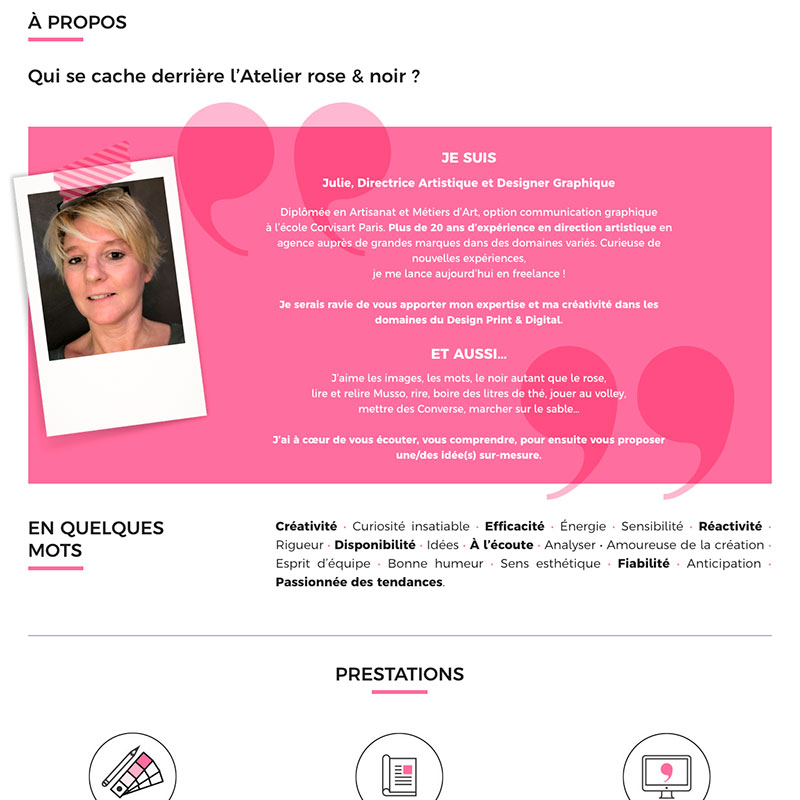 À PROPOS
Qui se cache derrière l’Atelier rose & noir ?
JE SUIS
Julie, Directrice Artistique et Designer Graphique
Diplômée en Artisanat et Métiers d’Art, option communication graphique
à l’école Corvisart Paris. Plus de 20 ans d’expérience en direction artistique en
agence auprès de grandes marques dans des domaines variés. Curieuse de
nouvelles expériences,
je me lance aujourd’hui en freelance !
Je serais ravie de vous apporter mon expertise et ma créativité dans les
domaines du Design Print & Digital.
ET AUSSI...
J’aime les images, les mots, le noir autant que le rose,
lire et relire Musso, rire, boire des litres de thé, jouer au volley,
mettre des Converse, marcher sur le sable...
J’ai à cœur de vous écouter, vous comprendre, pour ensuite vous proposer
une/des idée(s) sur-mesure.
EN QUELQUES
MOTS
Créativité · Curiosité insatiable · Efficacité · Énergie · Sensibilité · Réactivité ·
Rigueur · Disponibilité · Idées · À l’écoute · Analyser · Amoureuse de la création ·
Esprit d’équipe · Bonne humeur · Sens esthétique · Fiabilité · Anticipation ·
Passionnée des tendances.
PRESTATIONS